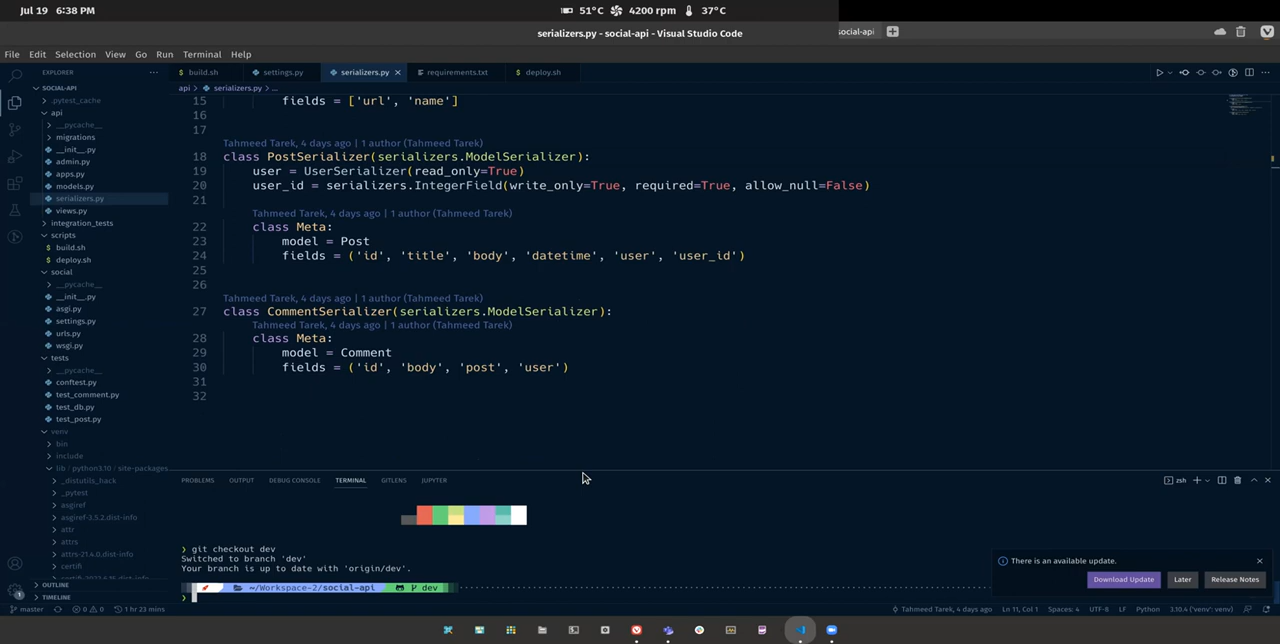 Jul 19 6:38 PM
51°C 4200 rpm 37°C
serializers.py - social-api - Visual Studio Code
social-api
File Edit Selection View Go Run Terminal Help
EXPLORER ...
build.sh settings.py serializers.py requirements.txt deploy.sh
SOCIAL-API
api > serializers.py > ...
.pytest_cache
api
__pycache__
migrations
__init__.py
admin.py
apps.py
models.py
serializers.py
views.py
integration_tests
scripts
build.sh
deploy.sh
social
__pycache__
__init__.py
asgi.py
settings.py
urls.py
wsgi.py
tests
__pycache__
conftest.py
test_comment.py
test_db.py
test_post.py
venv
bin
include
lib / python3.10 / site-packages
_distutils_hack
_pytest
asgiref
asgiref-3.5.2.dist-info
attr
attrs
attrs-21.4.0.dist-info
certifi
OUTLINE
TIMELINE
15 fields = ['url', 'name']
16
17
Tahmeed Tarek, 4 days ago | 1 author (Tahmeed Tarek)
18 class PostSerializer(serializers.ModelSerializer):
19 user = UserSerializer(read_only=True)
20 user_id = serializers.IntegerField(write_only=True, required=True, allow_null=False)
21
Tahmeed Tarek, 4 days ago | 1 author (Tahmeed Tarek)
22 class Meta:
23 model = Post
24 fields = ('id', 'title', 'body', 'datetime', 'user', 'user_id')
25
26
Tahmeed Tarek, 4 days ago | 1 author (Tahmeed Tarek)
27 class CommentSerializer(serializers.ModelSerializer):
Tahmeed Tarek, 4 days ago | 1 author (Tahmeed Tarek)
28 class Meta:
29 model = Comment
30 fields = ('id', 'body', 'post', 'user')
31
32
PROBLEMS OUTPUT DEBUG CONSOLE TERMINAL GITLENS JUPYTER
zsh
❯ git checkout dev
Switched to branch 'dev'
Your branch is up to date with 'origin/dev'.
~/Workspace-2/social-api dev
❯
There is an available update.
Download Update Later Release Notes
1
master 0 0 1 hr 23 mins
Tahmeed Tarek, 4 days ago Ln 11, Col 1 Spaces: 4 UTF-8 LF Python 3.10.4 ('venv': venv)